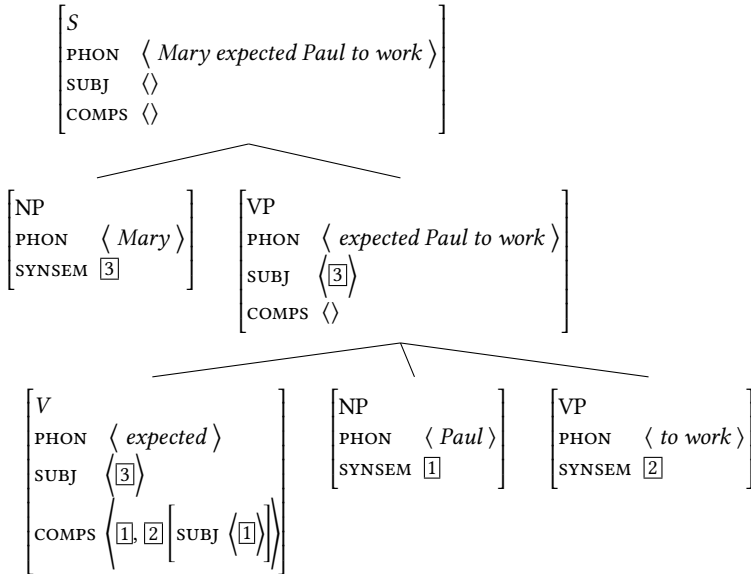 S
PHON ⟨ Mary expected Paul to work ⟩
SUBJ ⟨⟩
COMPS ⟨⟩
NP
PHON ⟨ Mary ⟩
SYNSEM 3
VP
PHON ⟨ expected Paul to work ⟩
SUBJ ⟨3⟩
COMPS ⟨⟩
V
PHON ⟨ expected ⟩
SUBJ ⟨3⟩
COMPS ⟨1, 2 [SUBJ ⟨1⟩]⟩
NP
PHON ⟨ Paul ⟩
SYNSEM 1
VP
PHON ⟨ to work ⟩
SYNSEM 2